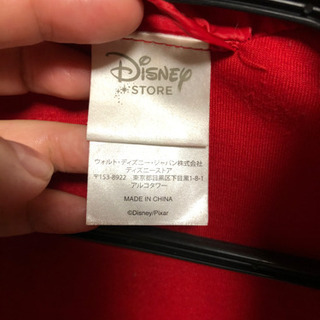 Disney
STORE
ウォルト・ディズニー・ジャパン株式会社
ディズニーストア
〒153-8922 東京都目黒区下目黒1-8-1
アルコタワー
MADE IN CHINA
©Disney/Pixar